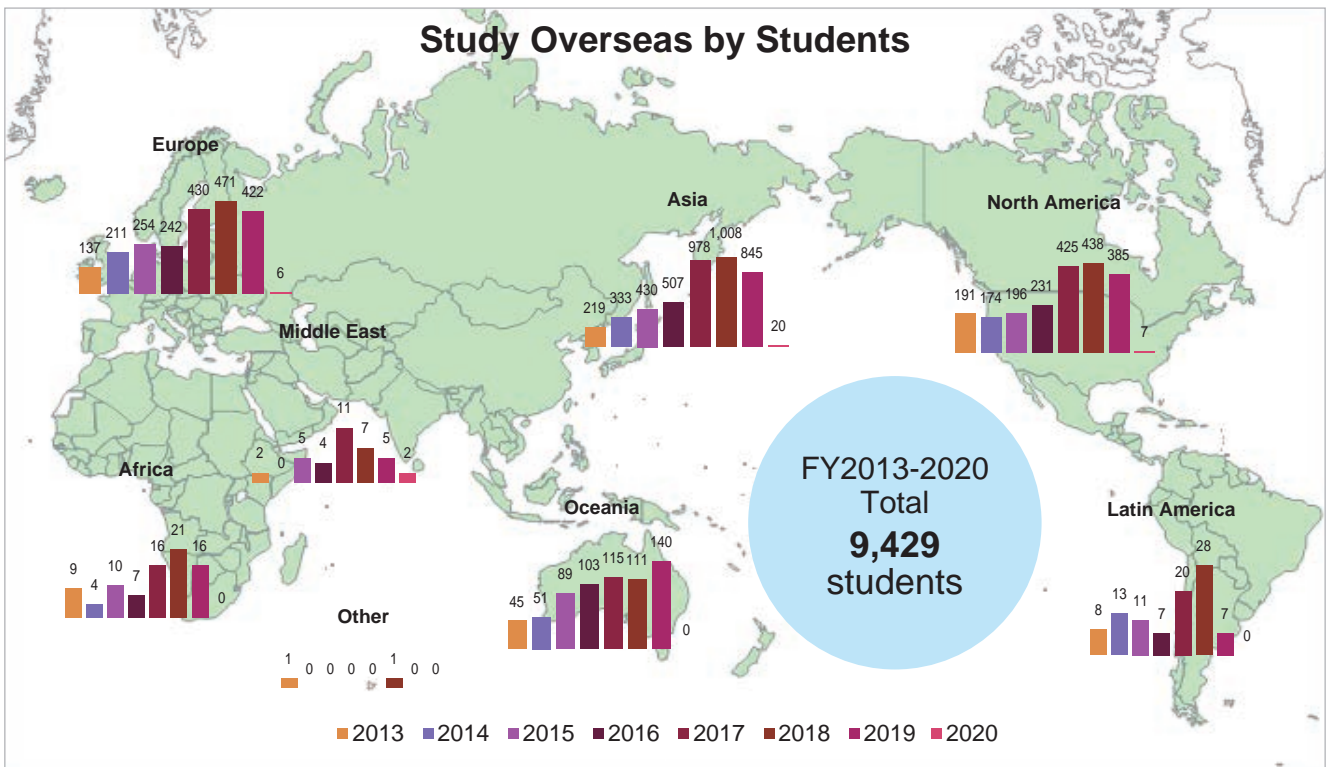 Study Overseas by Students
Europe
137 211 254 242 430 471 422 6
Asia
219 333 430 507 978 1,008 845 20
North America
191 174 196 231 425 438 385 7
Middle East
2 0 5 4 11 7 5 2
Africa
9 4 10 7 16 21 16 0
Oceania
45 51 89 103 115 111 140 0
FY2013-2020
Total
9,429
students
Latin America
8 13 11 7 20 28 7 0
Other
1 0 0 0 0 1 0 0
2013 2014 2015 2016 2017 2018 2019 2020